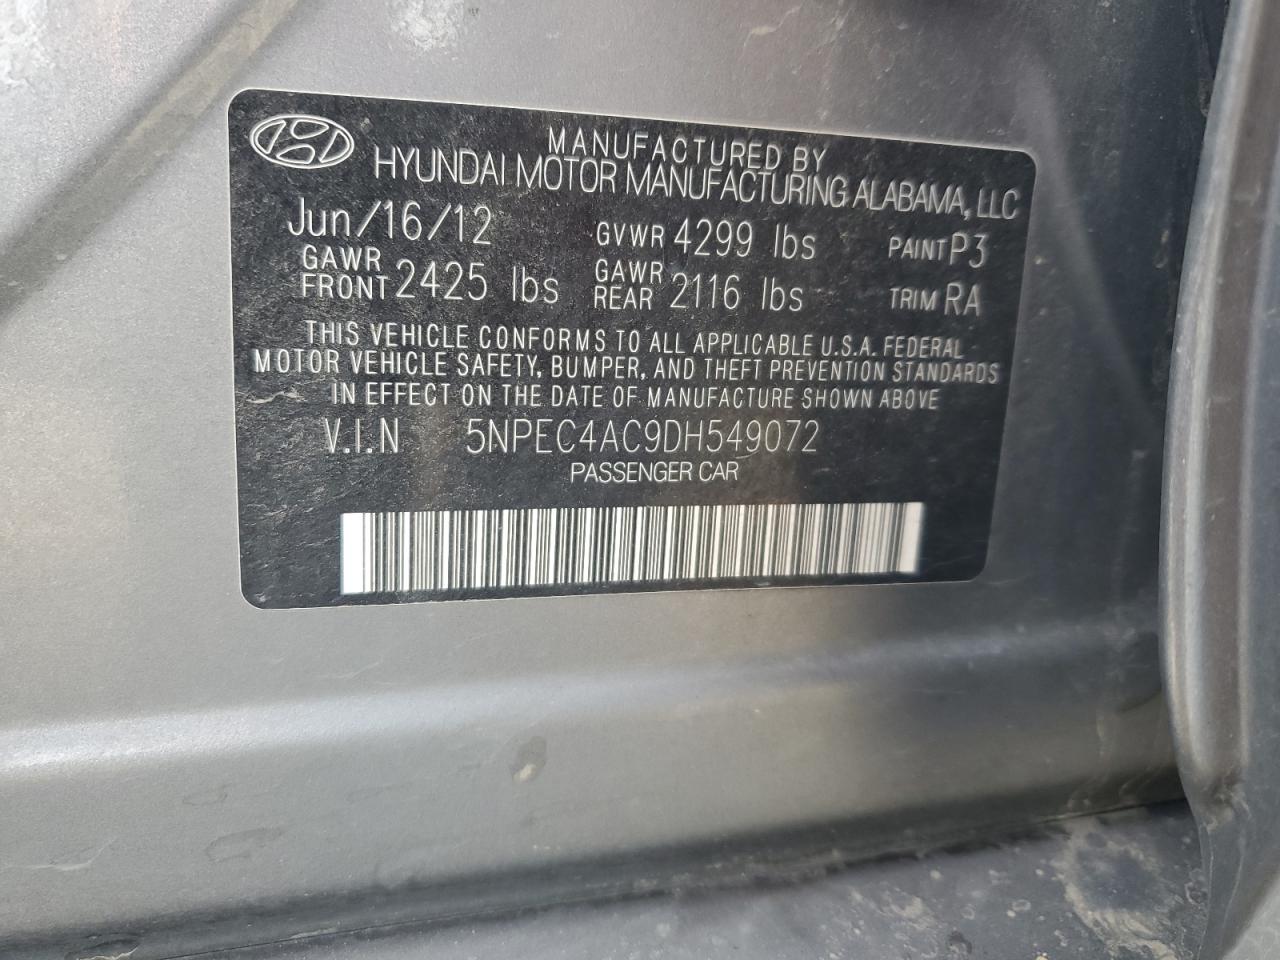 MANUFACTURED BY
HYUNDAI MOTOR MANUFACTURING ALABAMA, LLC
Jun/16/12 GVWR 4299 lbs PAINT P3
GAWR FRONT 2425 lbs GAWR REAR 2116 lbs TRIM RA
THIS VEHICLE CONFORMS TO ALL APPLICABLE U.S.A. FEDERAL
MOTOR VEHICLE SAFETY, BUMPER, AND THEFT PREVENTION STANDARDS
IN EFFECT ON THE DATE OF MANUFACTURE SHOWN ABOVE
V.I.N 5NPEC4AC9DH549072
PASSENGER CAR